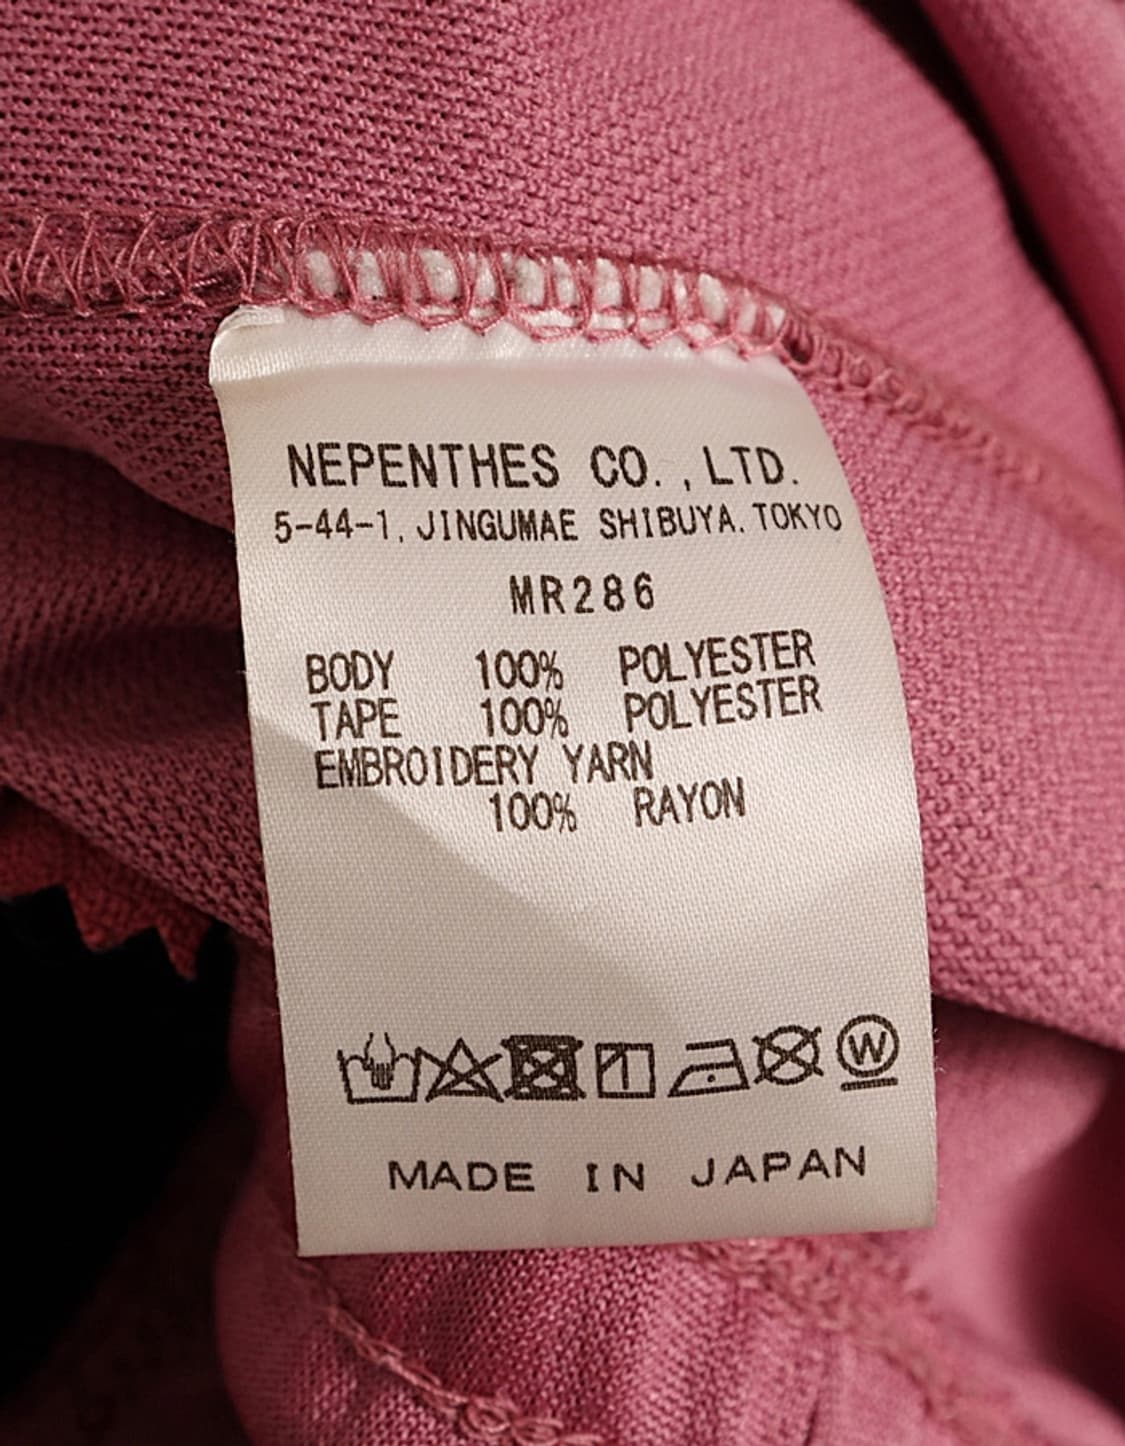 NEPENTHES CO., LTD.
5-44-1, JINGUMAE SHIBUYA. TOKYO
MR286
BODY 100% POLYESTER
TAPE 100% POLYESTER
EMBROIDERY YARN
100% RAYON
W
MADE IN JAPAN